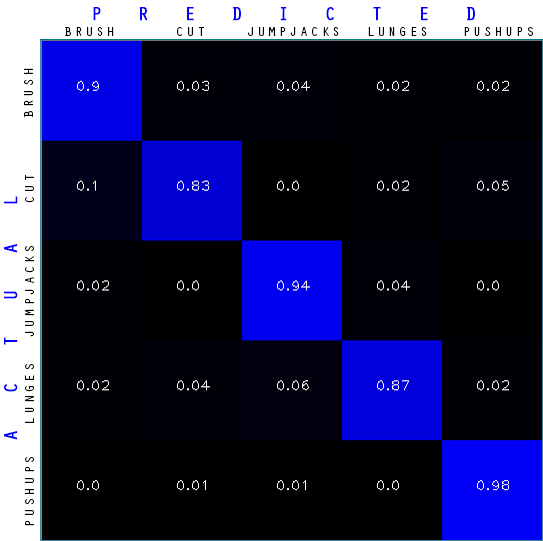 PREDICTED
BRUSH CUT JUMPJACKS LUNGES PUSHUPS
ACTUAL
BRUSH 0.9 0.03 0.04 0.02 0.02
CUT 0.1 0.83 0.0 0.02 0.05
JUMPJACKS 0.02 0.0 0.94 0.04 0.0
LUNGES 0.02 0.04 0.06 0.87 0.02
PUSHUPS 0.0 0.01 0.01 0.0 0.98